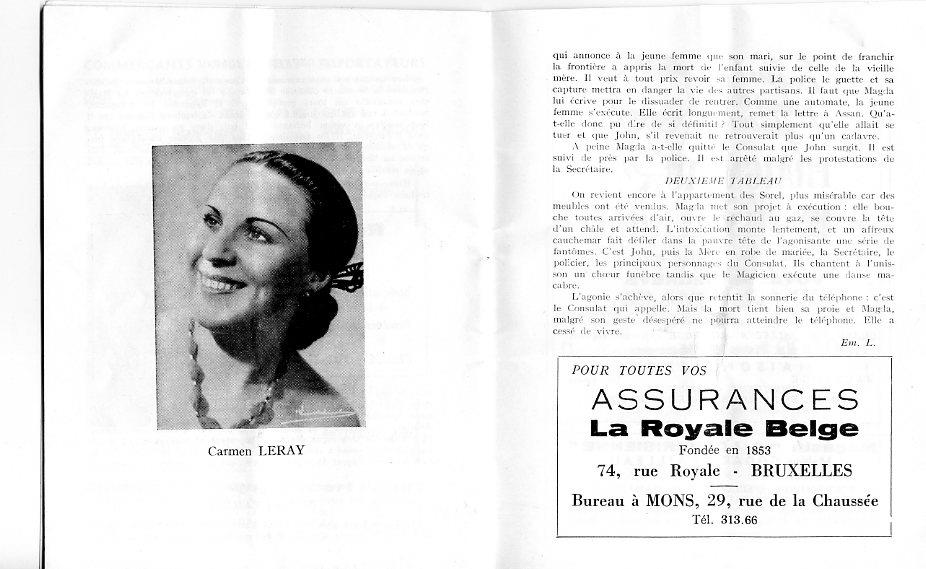 Carmen LERAY
qui annonce à la jeune femme que son mari, sur le point de franchir
la frontière a appris la mort de l'enfant suivie de celle de la vieille
mère. Il veut à tout prix revoir sa femme. La police le guette et sa
capture mettra en danger la vie des autres partisans. Il faut que Magda
lui écrive pour le dissuader de rentrer. Comme une automate, la jeune
femme s'exécute. Elle écrit longuement, remet la lettre à Assan. Qu'a-
t-elle donc pu dire de si définitif ? Tout simplement qu'elle allait se
tuer et que John, s'il revenait ne retrouverait plus qu'un cadavre.
A peine Magda a-t-elle quitté le Consulat que John surgit. Il est
suivi de près par la police. Il est arrêté malgré les protestations de
la Secrétaire.
DEUXIEME TABLEAU
On revient encore à l'appartement des Sorel, plus misérable car des
meubles ont été vendus. Magda met son projet à exécution : elle bou-
che toutes arrivées d'air, ouvre le réchaud au gaz, se couvre la tête
d'un châle et attend. L'intoxication monte lentement, et un affreux
cauchemar fait défiler dans la pauvre tête de l'agonisante une série de
fantômes. C'est John, puis la Mère en robe de mariée, la Secrétaire, le
policier, les principaux personnages du Consulat. Ils chantent à l'unis-
son un chœur funèbre tandis que le Magicien exécute une danse ma-
cabre.
L'agonie s'achève, alors que retentit la sonnerie du téléphone : c'est
le Consulat qui appelle. Mais la mort tient bien sa proie et Magda,
malgré son geste désespéré ne pourra atteindre le téléphone. Elle a
cessé de vivre.
Em. L.
POUR TOUTES VOS
ASSURANCES
La Royale Belge
Fondée en 1853
74, rue Royale - BRUXELLES
Bureau à MONS, 29, rue de la Chaussée
Tél. 313.66